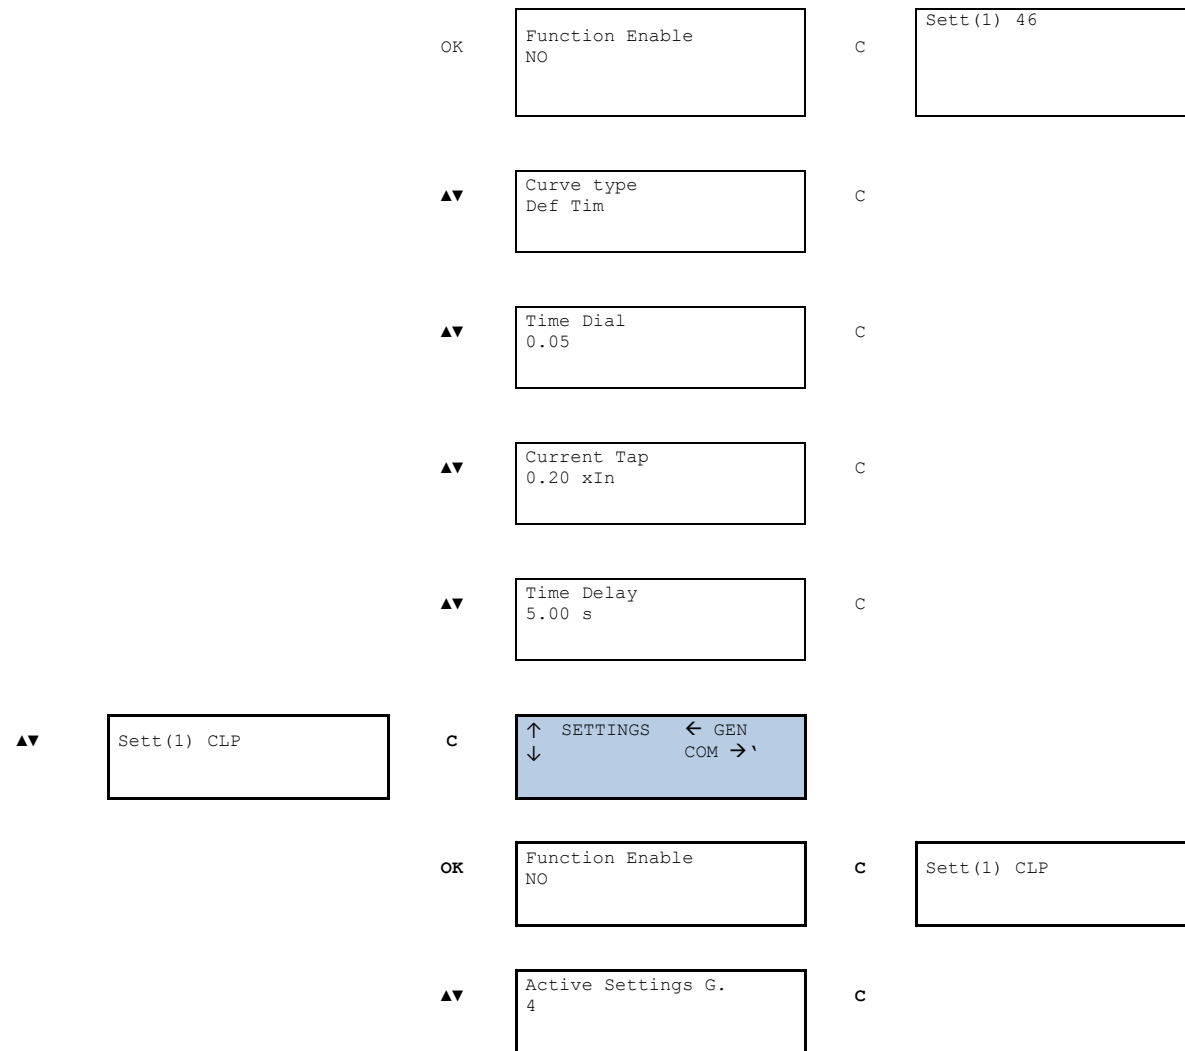 OK
Function Enable
NO
C
Sett(1) 46
▲▼
Curve type
Def Tim
C
▲▼
Time Dial
0.05
C
▲▼
Current Tap
0.20 xIn
C
▲▼
Time Delay
5.00 s
C
▲▼
Sett(1) CLP
C
↑ SETTINGS ← GEN
↓ COM →‵
OK
Function Enable
NO
C
Sett(1) CLP
▲▼
Active Settings G.
4
C